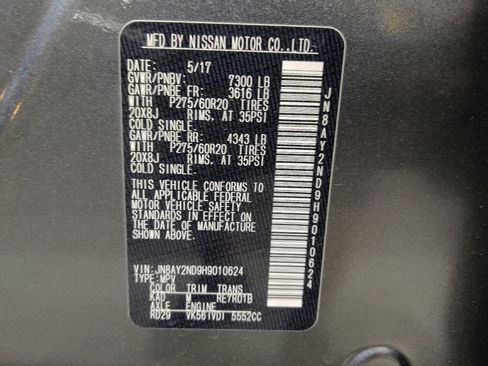 MFD BY NISSAN MOTOR CO.,LTD.
DATE: 5/17
GVWR/PNBV: 7300 LB
GAWR/PNBE FR: 3616 LB
WITH P275/60R20 TIRES
20X8J RIMS, AT 35PSI
COLD SINGLE.
GAWR/PNBE RR: 4343 LB
WITH P275/60R20 TIRES
20X8J RIMS, AT 35PSI
COLD SINGLE.
THIS VEHICLE CONFORMS TO
ALL APPLICABLE FEDERAL
MOTOR VEHICLE SAFETY
STANDARDS IN EFFECT ON
THE DATE OF MANUFACTURE
SHOWN ABOVE.
VIN:JN8AY2ND9H9010624
TYPE:MPV
COLOR TRIM TRANS
KAD M RE7R01B
AXLE ENGINE
RD29 VK56(VD) 5552CC
JN8AY2ND9H9010624